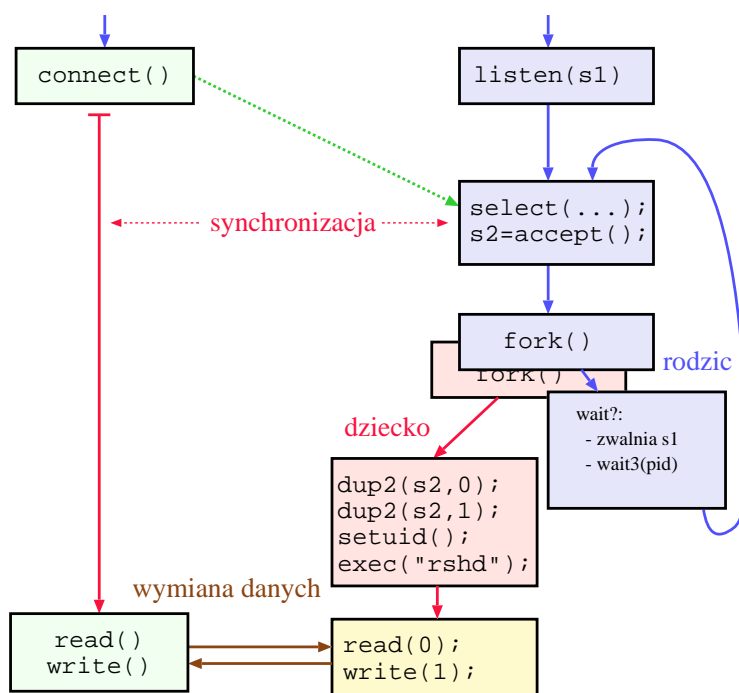 connect()
listen(s1)
select(...);
s2=accept();
synchronizacja
fork()
fork()
rodzic
wait?:
- zwalnia s1
- wait3(pid)
dziecko
dup2(s2,0);
dup2(s2,1);
setuid();
exec("rshd");
wymiana danych
read()
write()
read(0);
write(1);